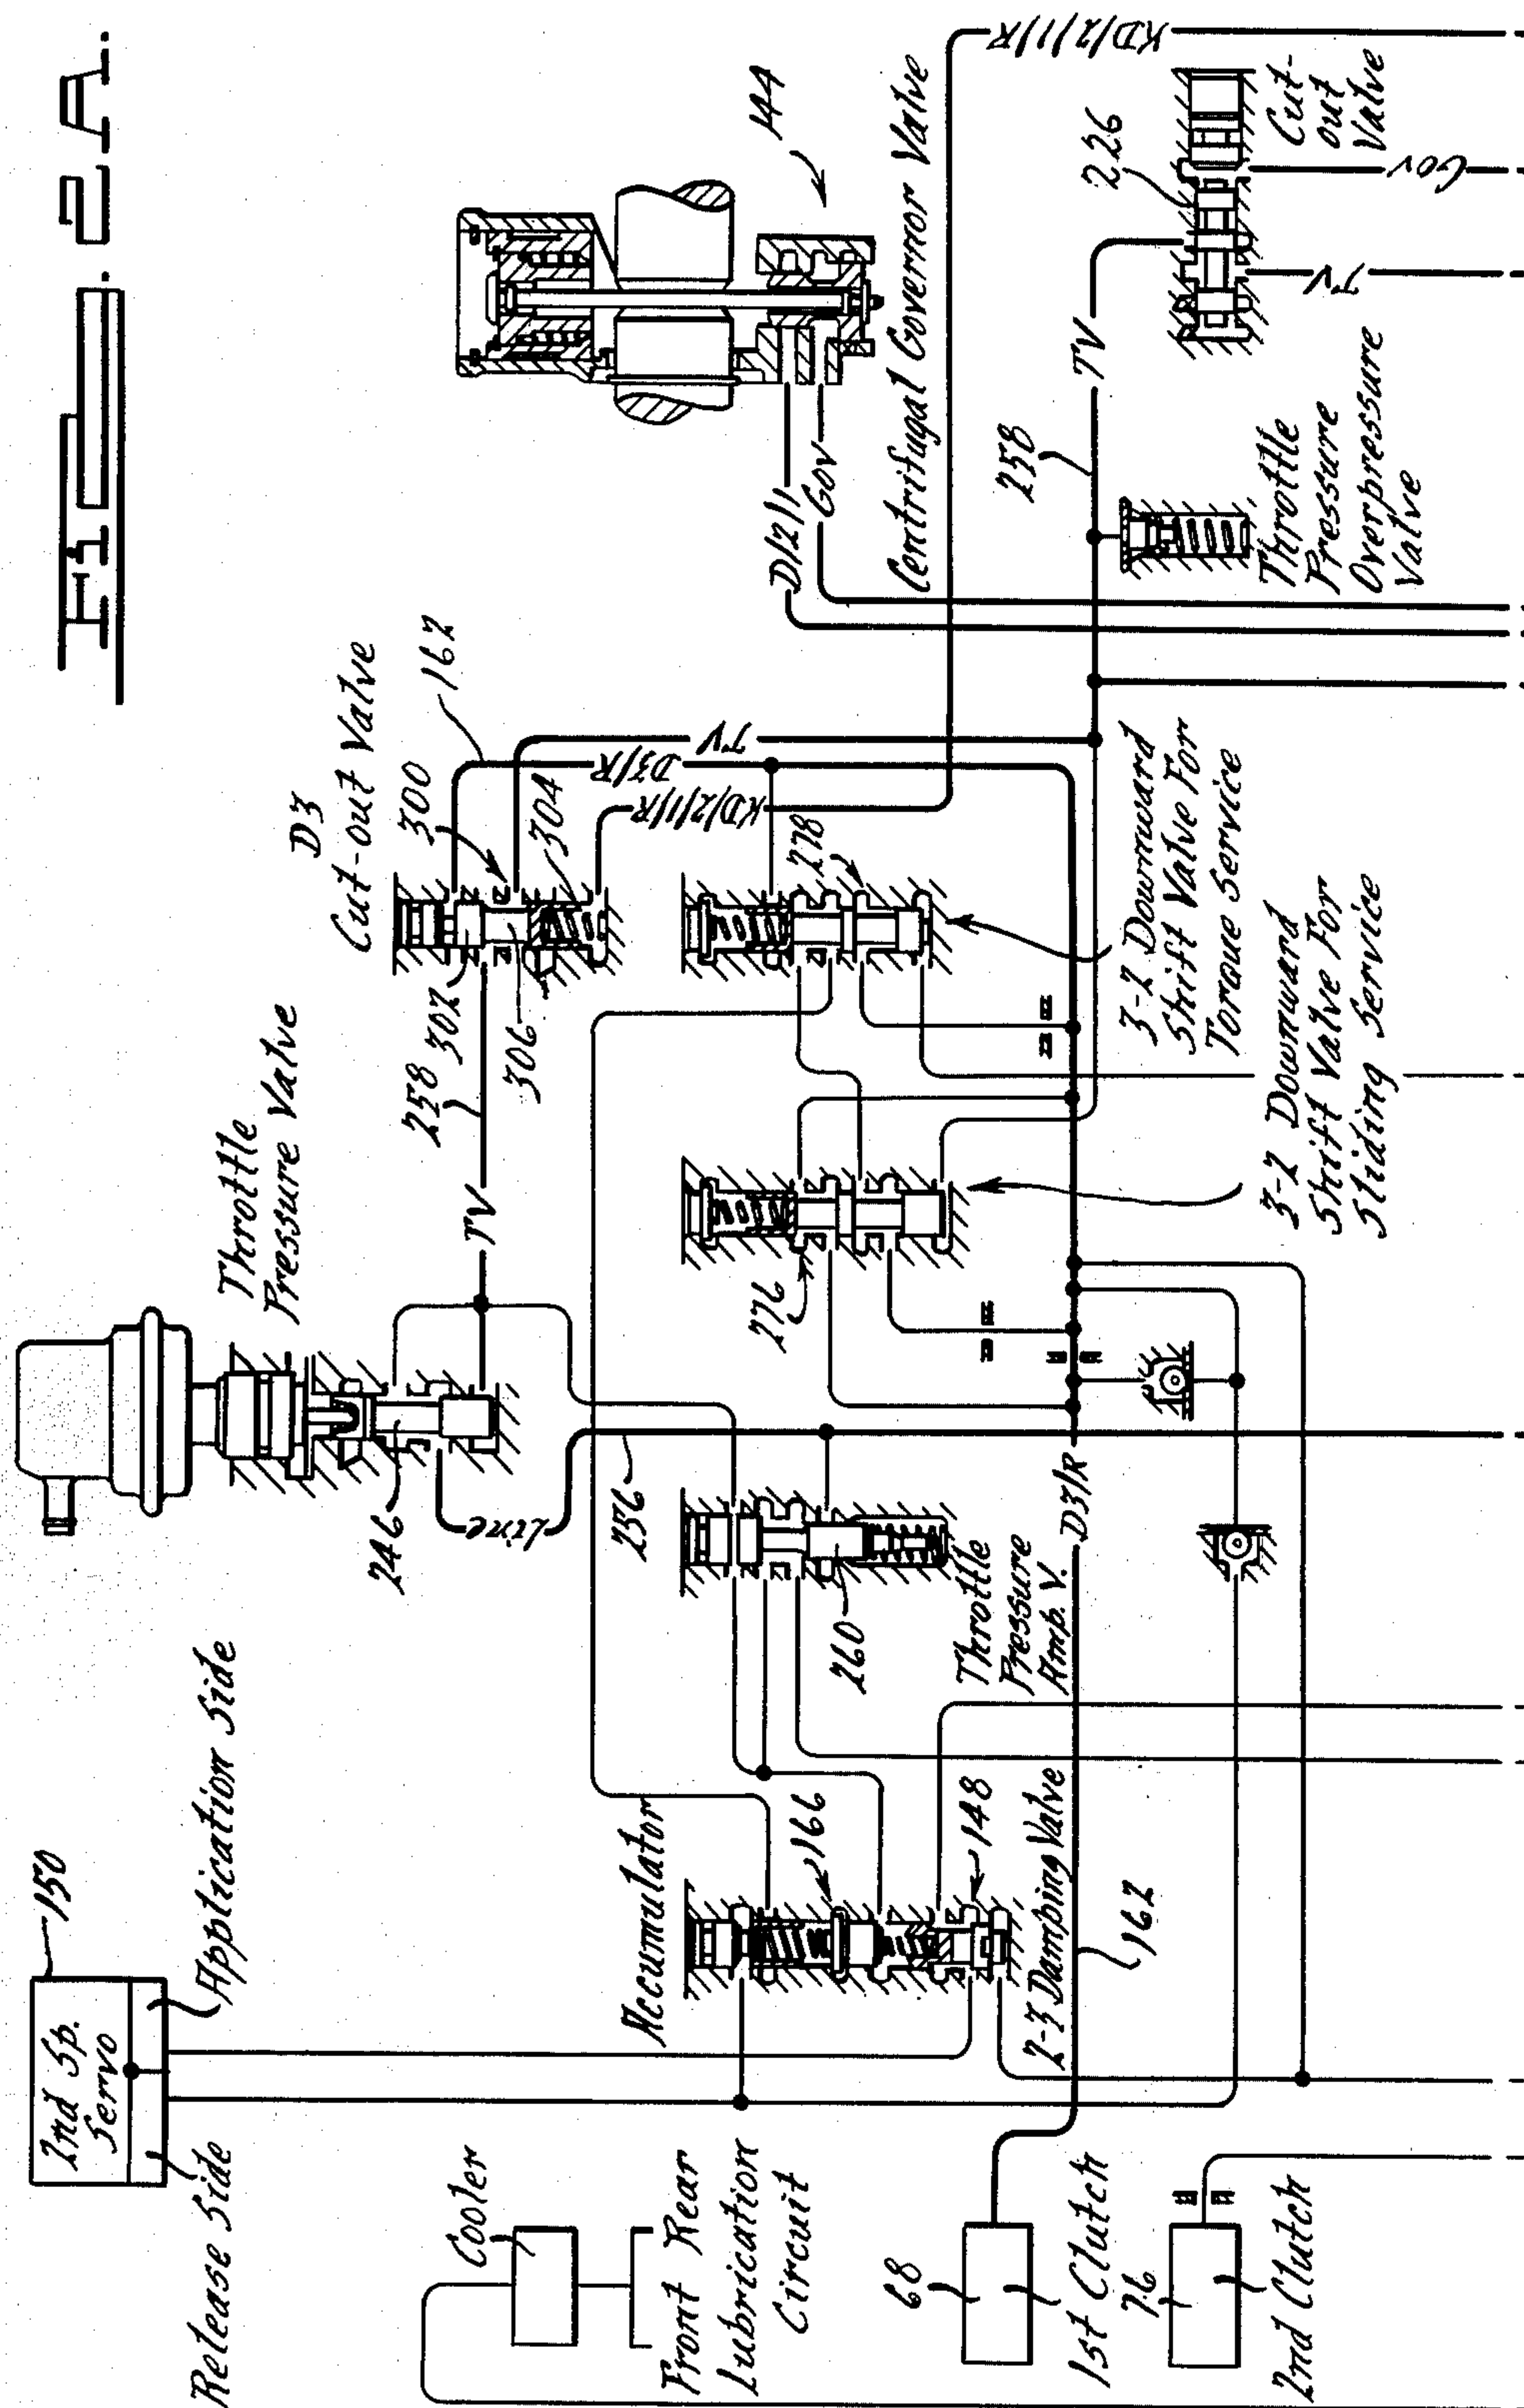 FIG. 2A.
150
2nd Sp.
Servo
Application Side
Release Side
Throttle
Pressure Valve
246
Line
TV
258
D3
Cut-out Valve
300
162
302
306
304
D3/R
TV
KD/2/1/R
144
D/2/1
Gov
Centrifugal Governor Valve
KD/2/1/R
Cooler
Front Rear
Lubrication
Circuit
Accumulator
166
148
2-3 Damping Valve
162
256
260
Throttle
Pressure
Amp. V.
D3/R
276
278
3-2 Downward
Shift Valve For
Torque Service
3-2 Downward
Shift Valve For
Sliding Service
258
TV
Throttle
Pressure
Overpressure
Valve
226
Cut-
out
Valve
TV
Gov
68
1st Clutch
76
2nd Clutch